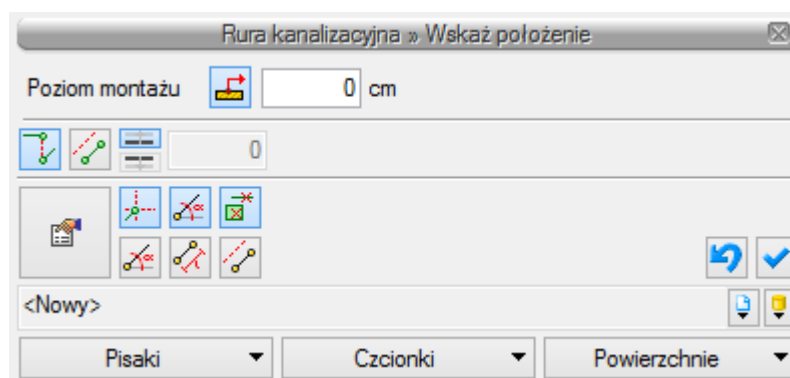 Rura kanalizacyjna » Wskaż położenie
Poziom montażu 0 cm
0
<Nowy>
Pisaki Czcionki Powierzchnie